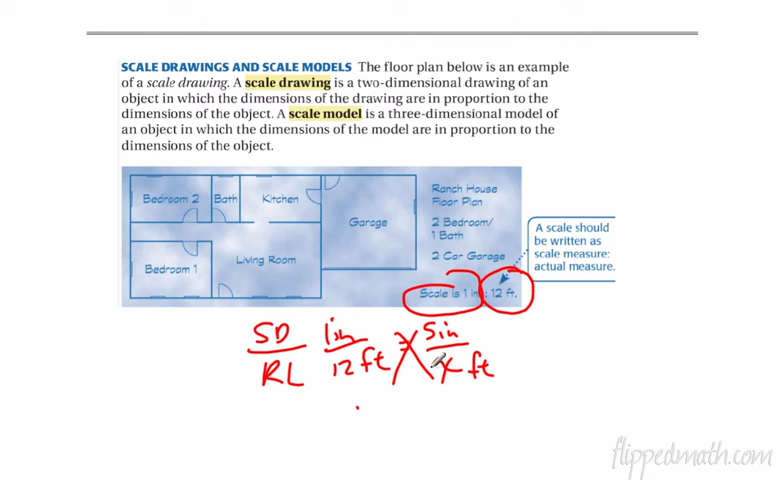 SCALE DRAWINGS AND SCALE MODELS The floor plan below is an example
of a scale drawing. A scale drawing is a two-dimensional drawing of an
object in which the dimensions of the drawing are in proportion to the
dimensions of the object. A scale model is a three-dimensional model of
an object in which the dimensions of the model are in proportion to the
dimensions of the object.
Bedroom 2
Bath
Kitchen
Garage
Bedroom 1
Living Room
Ranch House
Floor Plan
2 Bedroom/
1 Bath
2 Car Garage
Scale is 1 in : 12 ft.
A scale should
be written as
scale measure:
actual measure.
SD 1in = 5in
RL 12 ft x ft
flippedmath.com